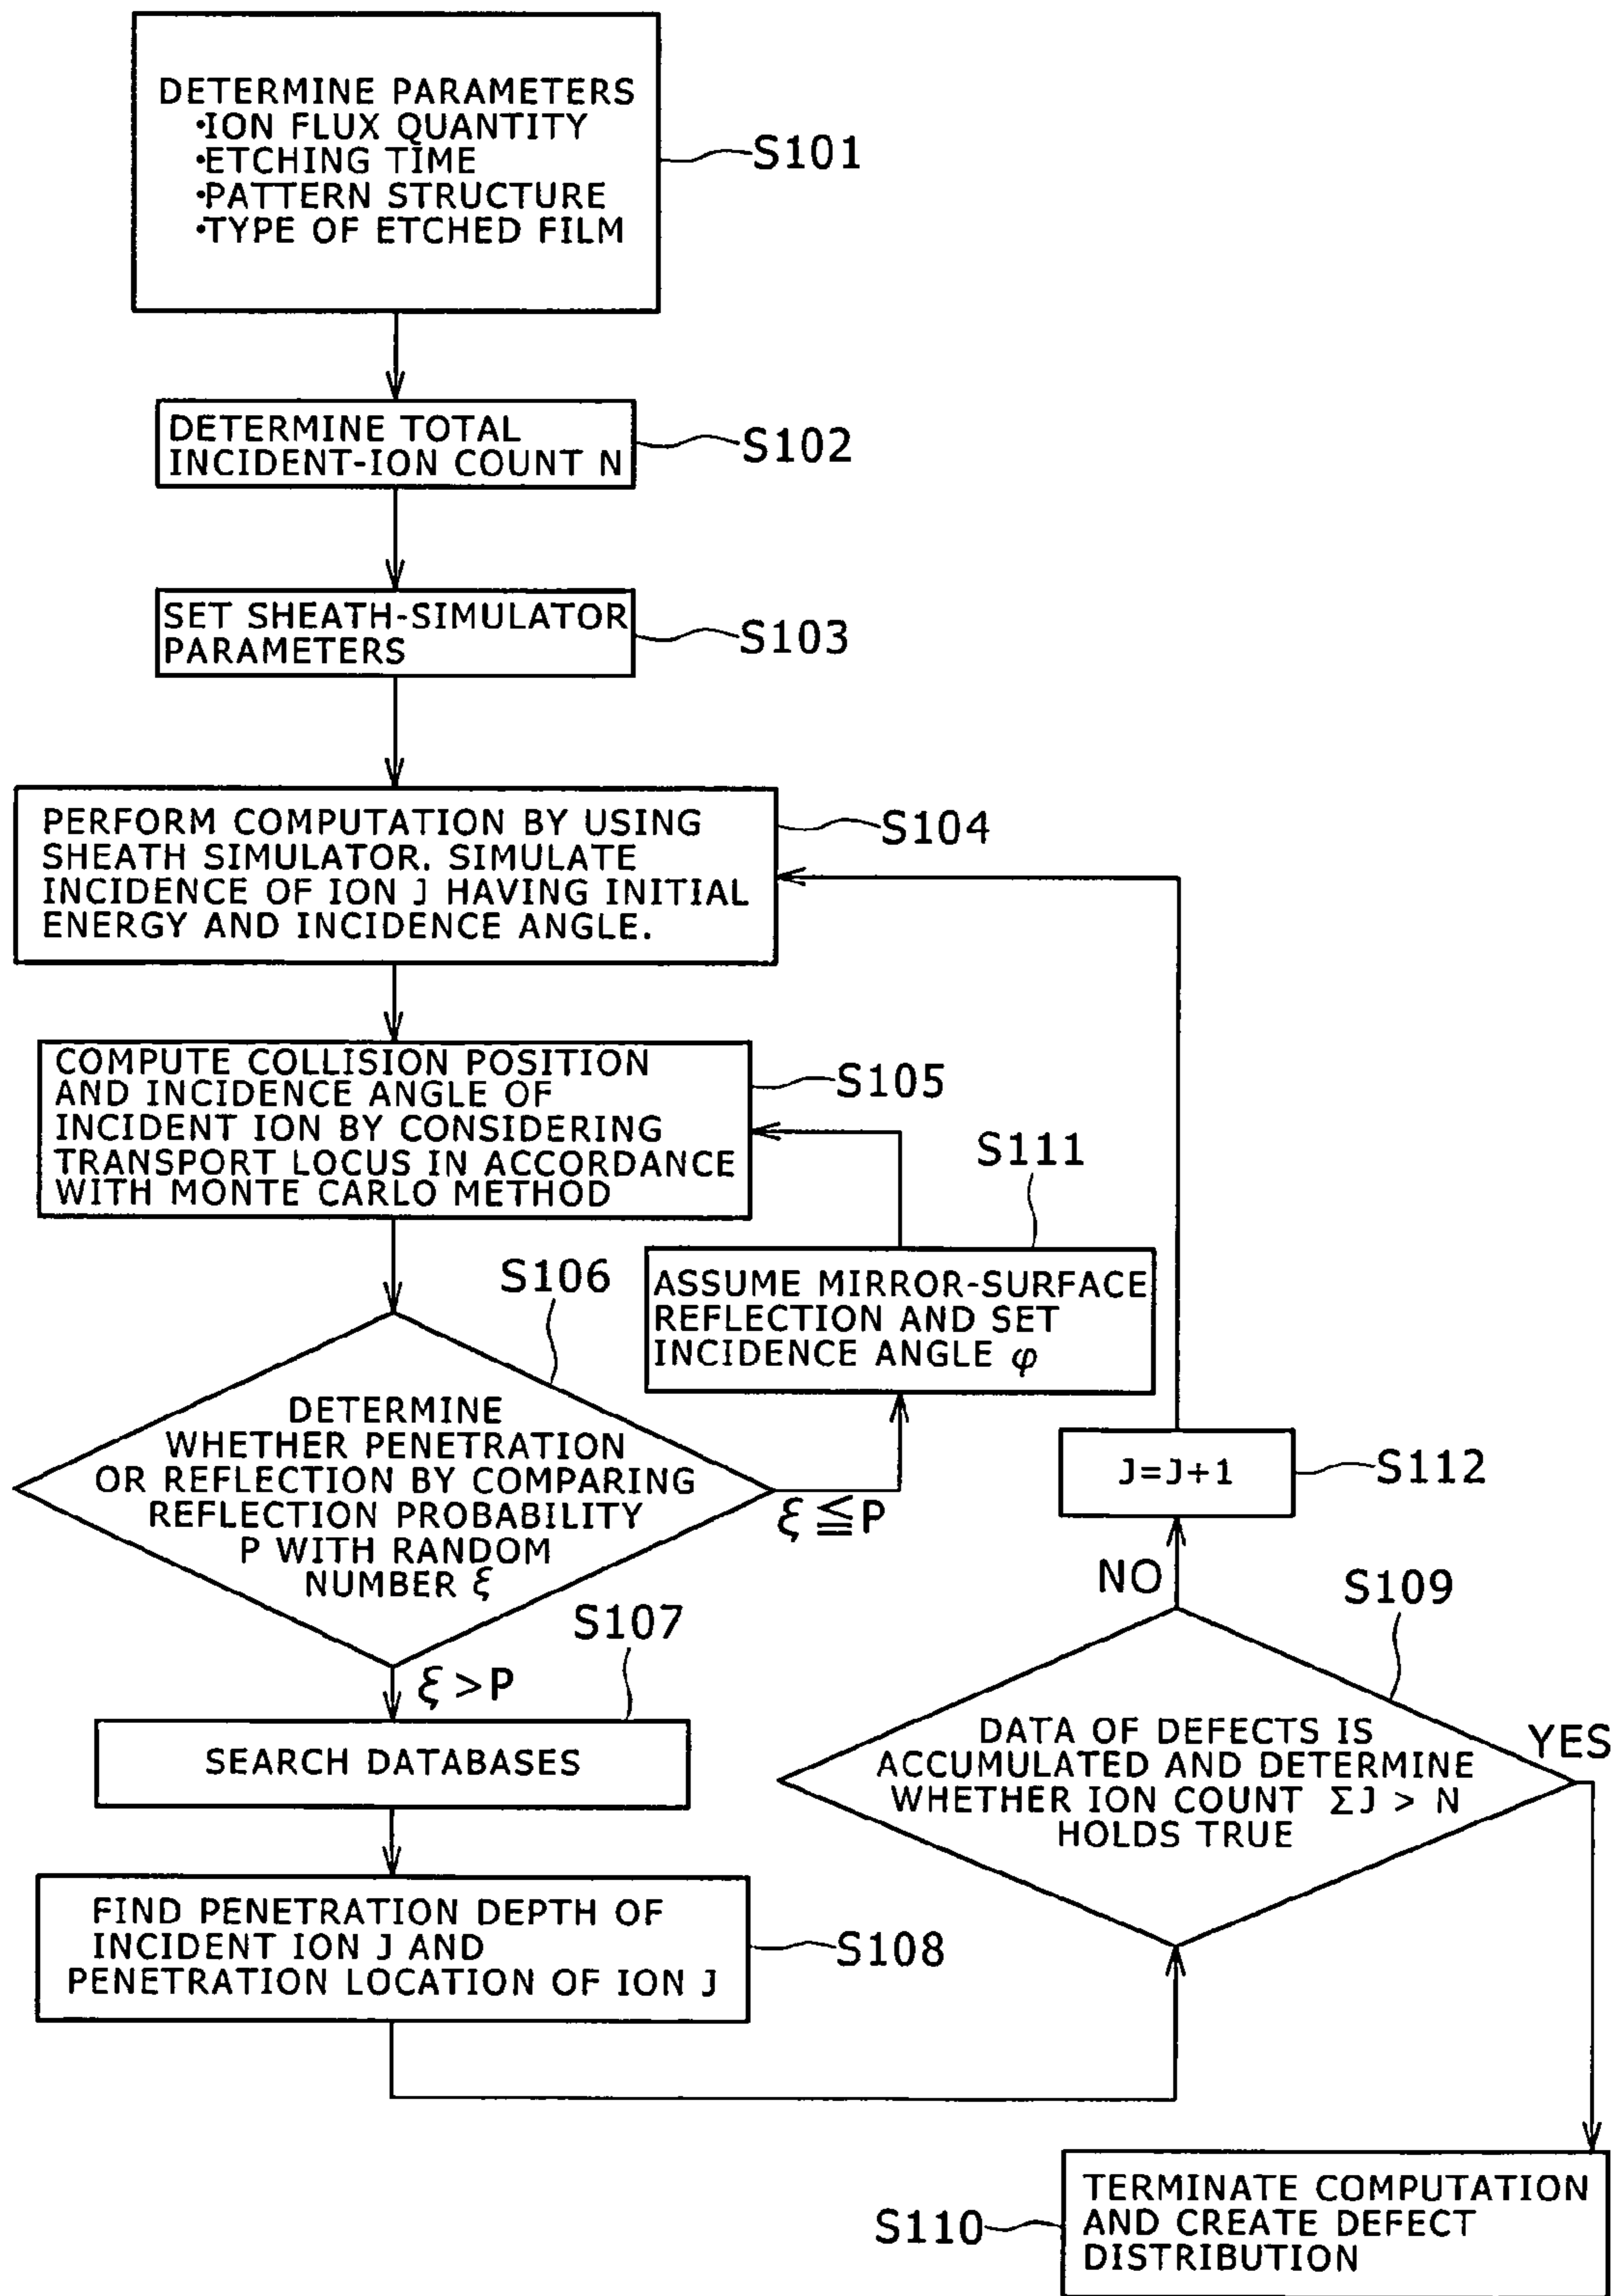 DETERMINE PARAMETERS
•ION FLUX QUANTITY
•ETCHING TIME
•PATTERN STRUCTURE
•TYPE OF ETCHED FILM
S101
DETERMINE TOTAL
INCIDENT-ION COUNT N
S102
SET SHEATH-SIMULATOR
PARAMETERS
S103
PERFORM COMPUTATION BY USING
SHEATH SIMULATOR. SIMULATE
INCIDENCE OF ION J HAVING INITIAL
ENERGY AND INCIDENCE ANGLE.
S104
COMPUTE COLLISION POSITION
AND INCIDENCE ANGLE OF
INCIDENT ION BY CONSIDERING
TRANSPORT LOCUS IN ACCORDANCE
WITH MONTE CARLO METHOD
S105
S111
ASSUME MIRROR-SURFACE
REFLECTION AND SET
INCIDENCE ANGLE φ
S106
DETERMINE
WHETHER PENETRATION
OR REFLECTION BY COMPARING
REFLECTION PROBABILITY
P WITH RANDOM
NUMBER ξ
ξ ≦ P
J=J+1
S112
NO
S109
S107
ξ > P
SEARCH DATABASES
DATA OF DEFECTS IS
ACCUMULATED AND DETERMINE
WHETHER ION COUNT ΣJ > N
HOLDS TRUE
YES
FIND PENETRATION DEPTH OF
INCIDENT ION J AND
PENETRATION LOCATION OF ION J
S108
S110
TERMINATE COMPUTATION
AND CREATE DEFECT
DISTRIBUTION